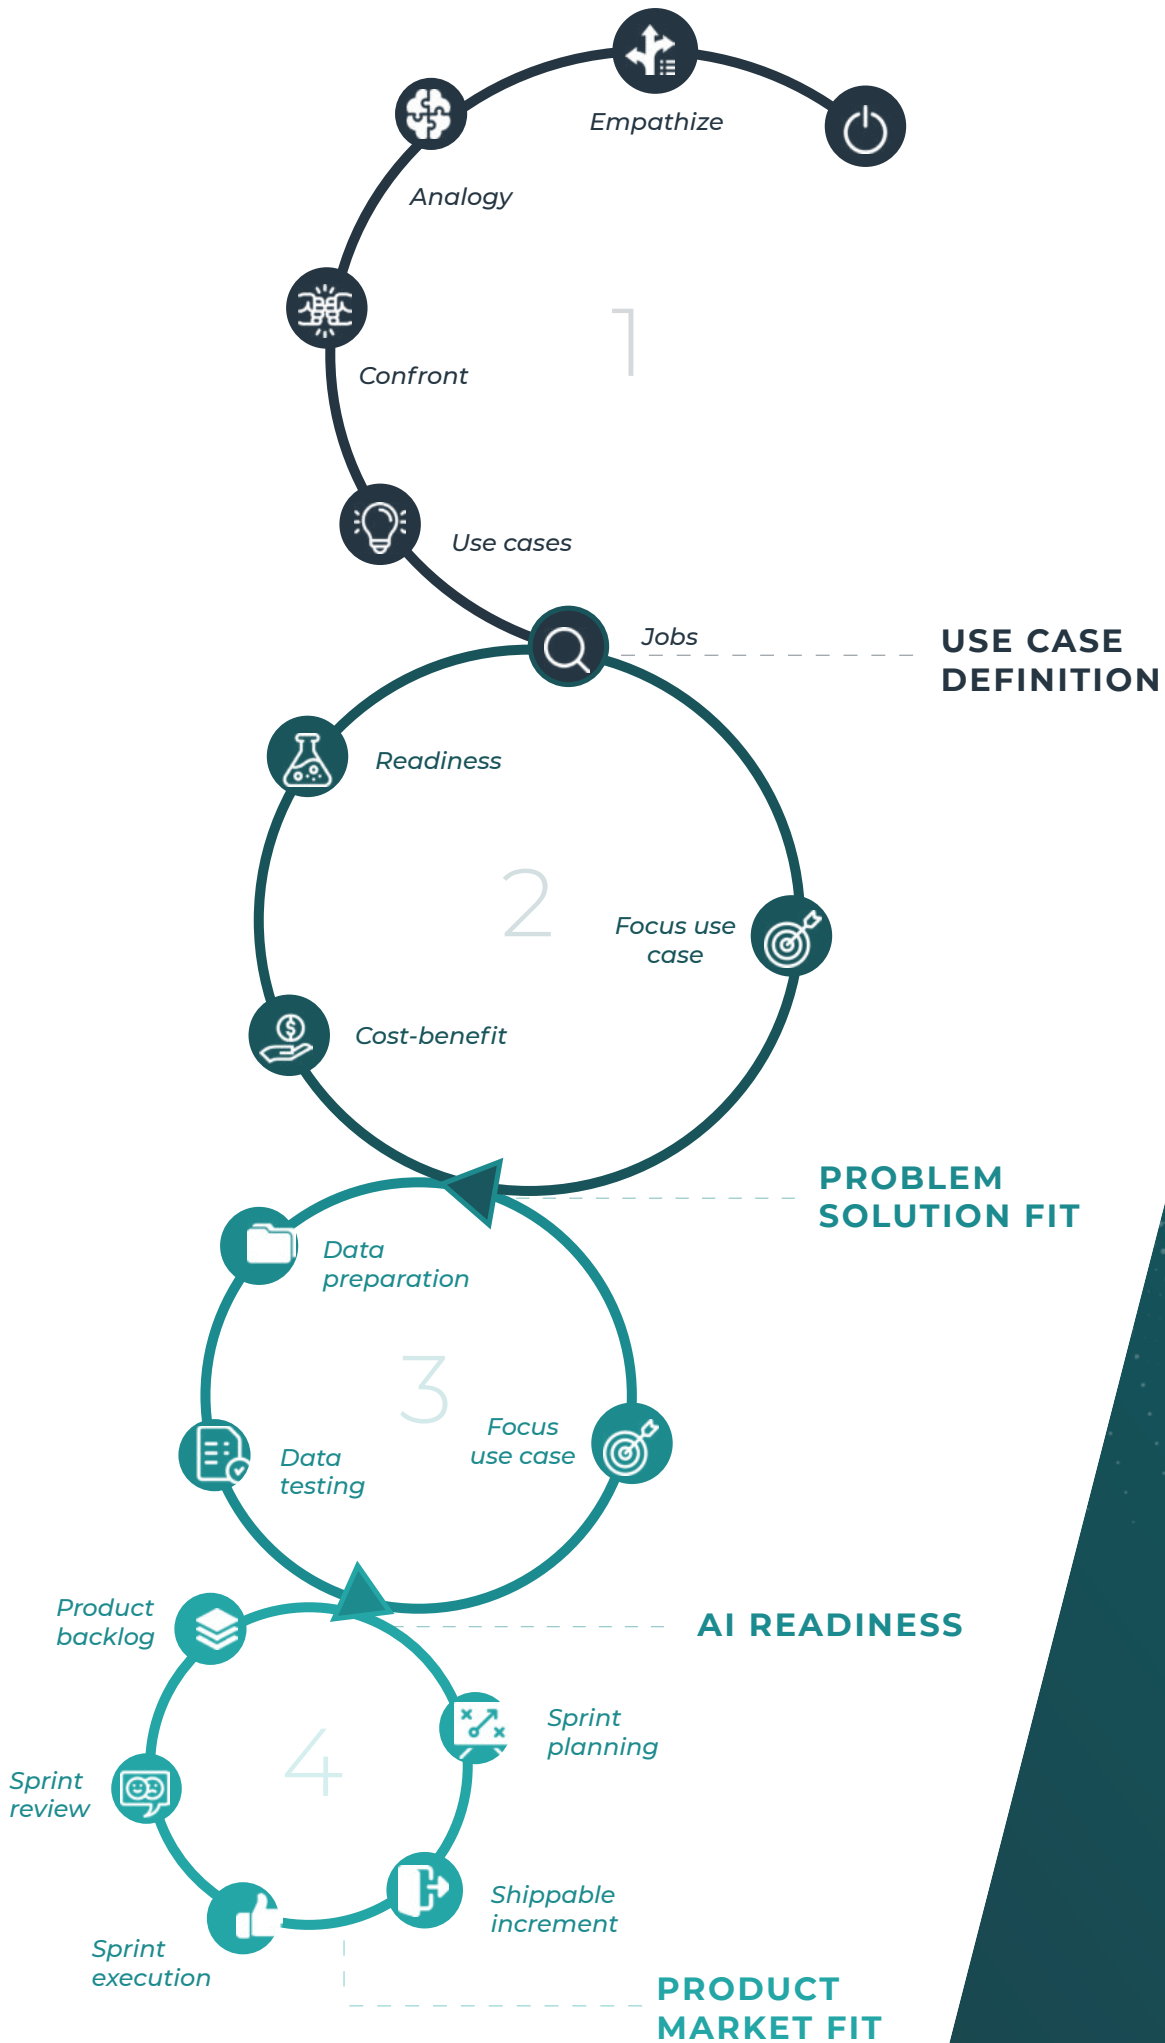 Empathize
Analogy
1
Confront
Use cases
Jobs
USE CASE
DEFINITION
Readiness
2
Focus use
case
Cost-benefit
PROBLEM
SOLUTION FIT
Data
preparation
3
Focus
use case
Data
testing
Product
backlog
AI READINESS
Sprint
planning
4
Sprint
review
Shippable
increment
Sprint
execution
PRODUCT
MARKET FIT